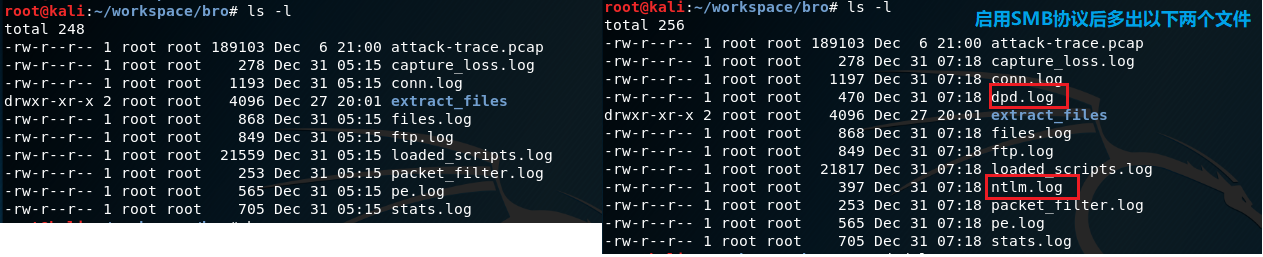 root@kali:~/workspace/bro# ls -l
total 248
-rw-r--r-- 1 root root 189103 Dec  6 21:00 attack-trace.pcap
-rw-r--r-- 1 root root    278 Dec 31 05:15 capture_loss.log
-rw-r--r-- 1 root root   1193 Dec 31 05:15 conn.log
drwxr-xr-x 2 root root   4096 Dec 27 20:01 extract_files
-rw-r--r-- 1 root root    868 Dec 31 05:15 files.log
-rw-r--r-- 1 root root    849 Dec 31 05:15 ftp.log
-rw-r--r-- 1 root root  21559 Dec 31 05:15 loaded_scripts.log
-rw-r--r-- 1 root root    253 Dec 31 05:15 packet_filter.log
-rw-r--r-- 1 root root    565 Dec 31 05:15 pe.log
-rw-r--r-- 1 root root    705 Dec 31 05:15 stats.log
root@kali:~/workspace/bro# ls -l
启用SMB协议后多出以下两个文件
total 256
-rw-r--r-- 1 root root 189103 Dec  6 21:00 attack-trace.pcap
-rw-r--r-- 1 root root    278 Dec 31 07:18 capture_loss.log
-rw-r--r-- 1 root root   1197 Dec 31 07:18 conn.log
-rw-r--r-- 1 root root    470 Dec 31 07:18 dpd.log
drwxr-xr-x 2 root root   4096 Dec 27 20:01 extract_files
-rw-r--r-- 1 root root    868 Dec 31 07:18 files.log
-rw-r--r-- 1 root root    849 Dec 31 07:18 ftp.log
-rw-r--r-- 1 root root  21817 Dec 31 07:18 loaded_scripts.log
-rw-r--r-- 1 root root    397 Dec 31 07:18 ntlm.log
-rw-r--r-- 1 root root    253 Dec 31 07:18 packet_filter.log
-rw-r--r-- 1 root root    565 Dec 31 07:18 pe.log
-rw-r--r-- 1 root root    705 Dec 31 07:18 stats.log